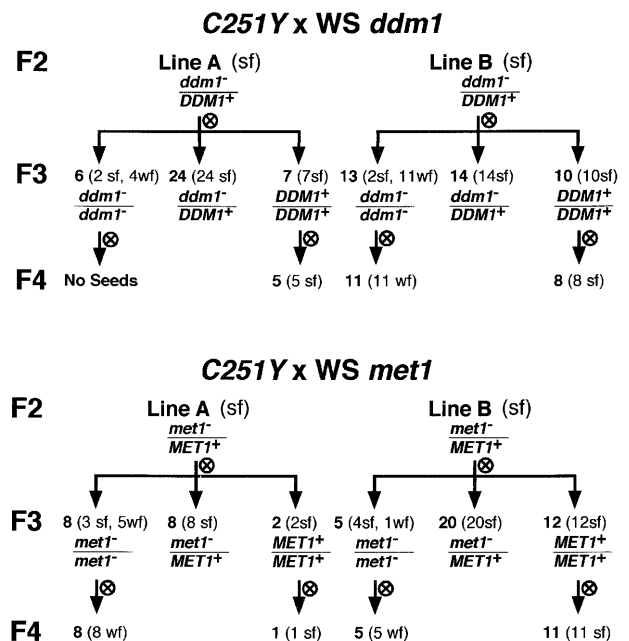 C251Y x WS ddm1
F2 Line A (sf) Line B (sf)
ddm1- ddm1-
DDM1+ DDM1+
F3 6 (2 sf, 4wf) 24 (24 sf) 7 (7sf) 13 (2sf, 11wf) 14 (14sf) 10 (10sf)
ddm1- ddm1- DDM1+ ddm1- ddm1- DDM1+
ddm1- DDM1+ DDM1+ ddm1- DDM1+ DDM1+
F4 No Seeds 5 (5 sf) 11 (11 wf) 8 (8 sf)
C251Y x WS met1
F2 Line A (sf) Line B (sf)
met1- met1-
MET1+ MET1+
F3 8 (3 sf, 5wf) 8 (8 sf) 2 (2sf) 5 (4sf, 1wf) 20 (20sf) 12 (12sf)
met1- met1- MET1+ met1- met1- MET1+
met1- MET1+ MET1+ met1- MET1+ MET1+
F4 8 (8 wf) 1 (1 sf) 5 (5 wf) 11 (11 sf)